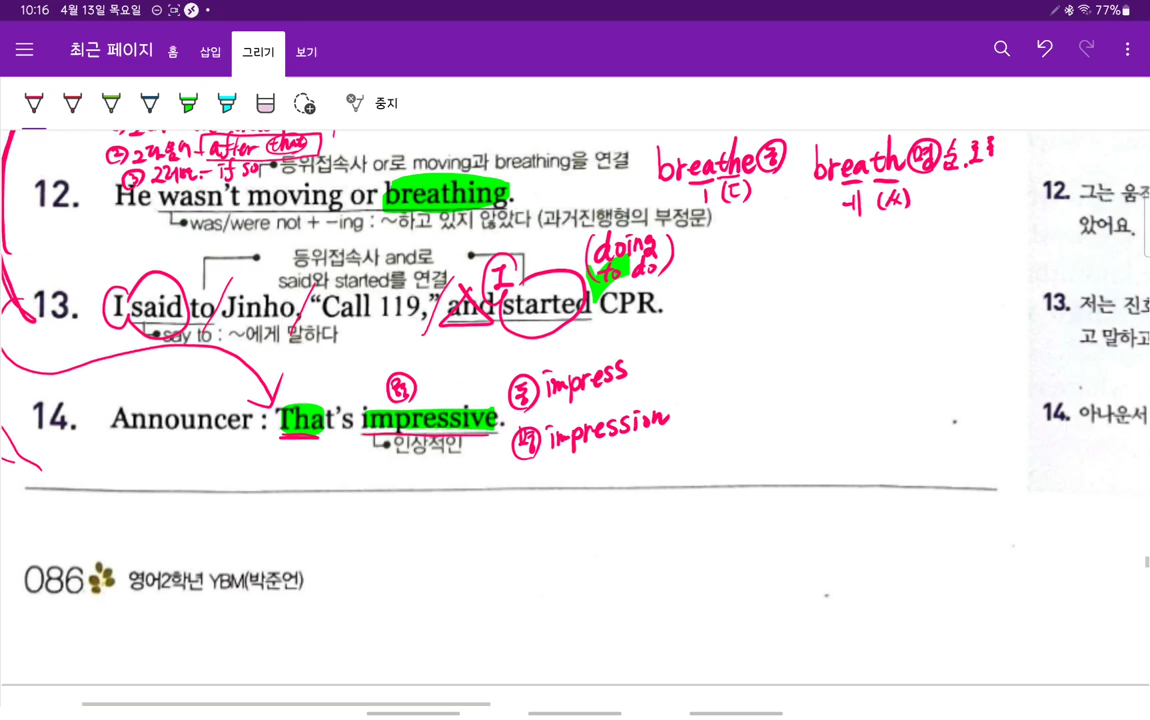 10:16 4월 13일 목요일 77%
최근 페이지 홈 삽입 그리기 보기
중지
② 그 다음에 - after that
③ 그러면 - if so
등위접속사 or로 moving과 breathing을 연결
breathe 동 breath 명 숨, 호흡
12. He wasn't moving or breathing.
was/were not + -ing : ~하고 있지 않았다 (과거진행형의 부정문)
12. 그는 움직
았어요.
등위접속사 and로
said와 started를 연결
I
(doing
to do)
13. I said to Jinho, “Call 119,” and started CPR.
say to : ~에게 말하다
13. 저는 진호
고 말하고
형
동 impress
14. Announcer : That's impressive.
인상적인
명 impression
14. 아나운서
086 영어2학년 YBM(박준언)